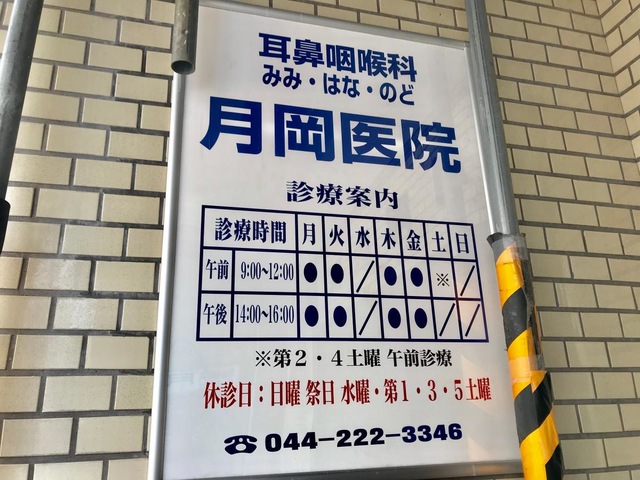 耳鼻咽喉科
みみ・はな・のど
月岡医院
診療案内
診療時間 月 火 水 木 金 土 日
午前 9:00~12:00 ● ● / ● ● ※ /
午後 14:00~16:00 ● ● / ● ● / /
※第2・4土曜 午前診療
休診日：日曜 祭日 水曜・第1・3・5土曜
☎ 044-222-3346